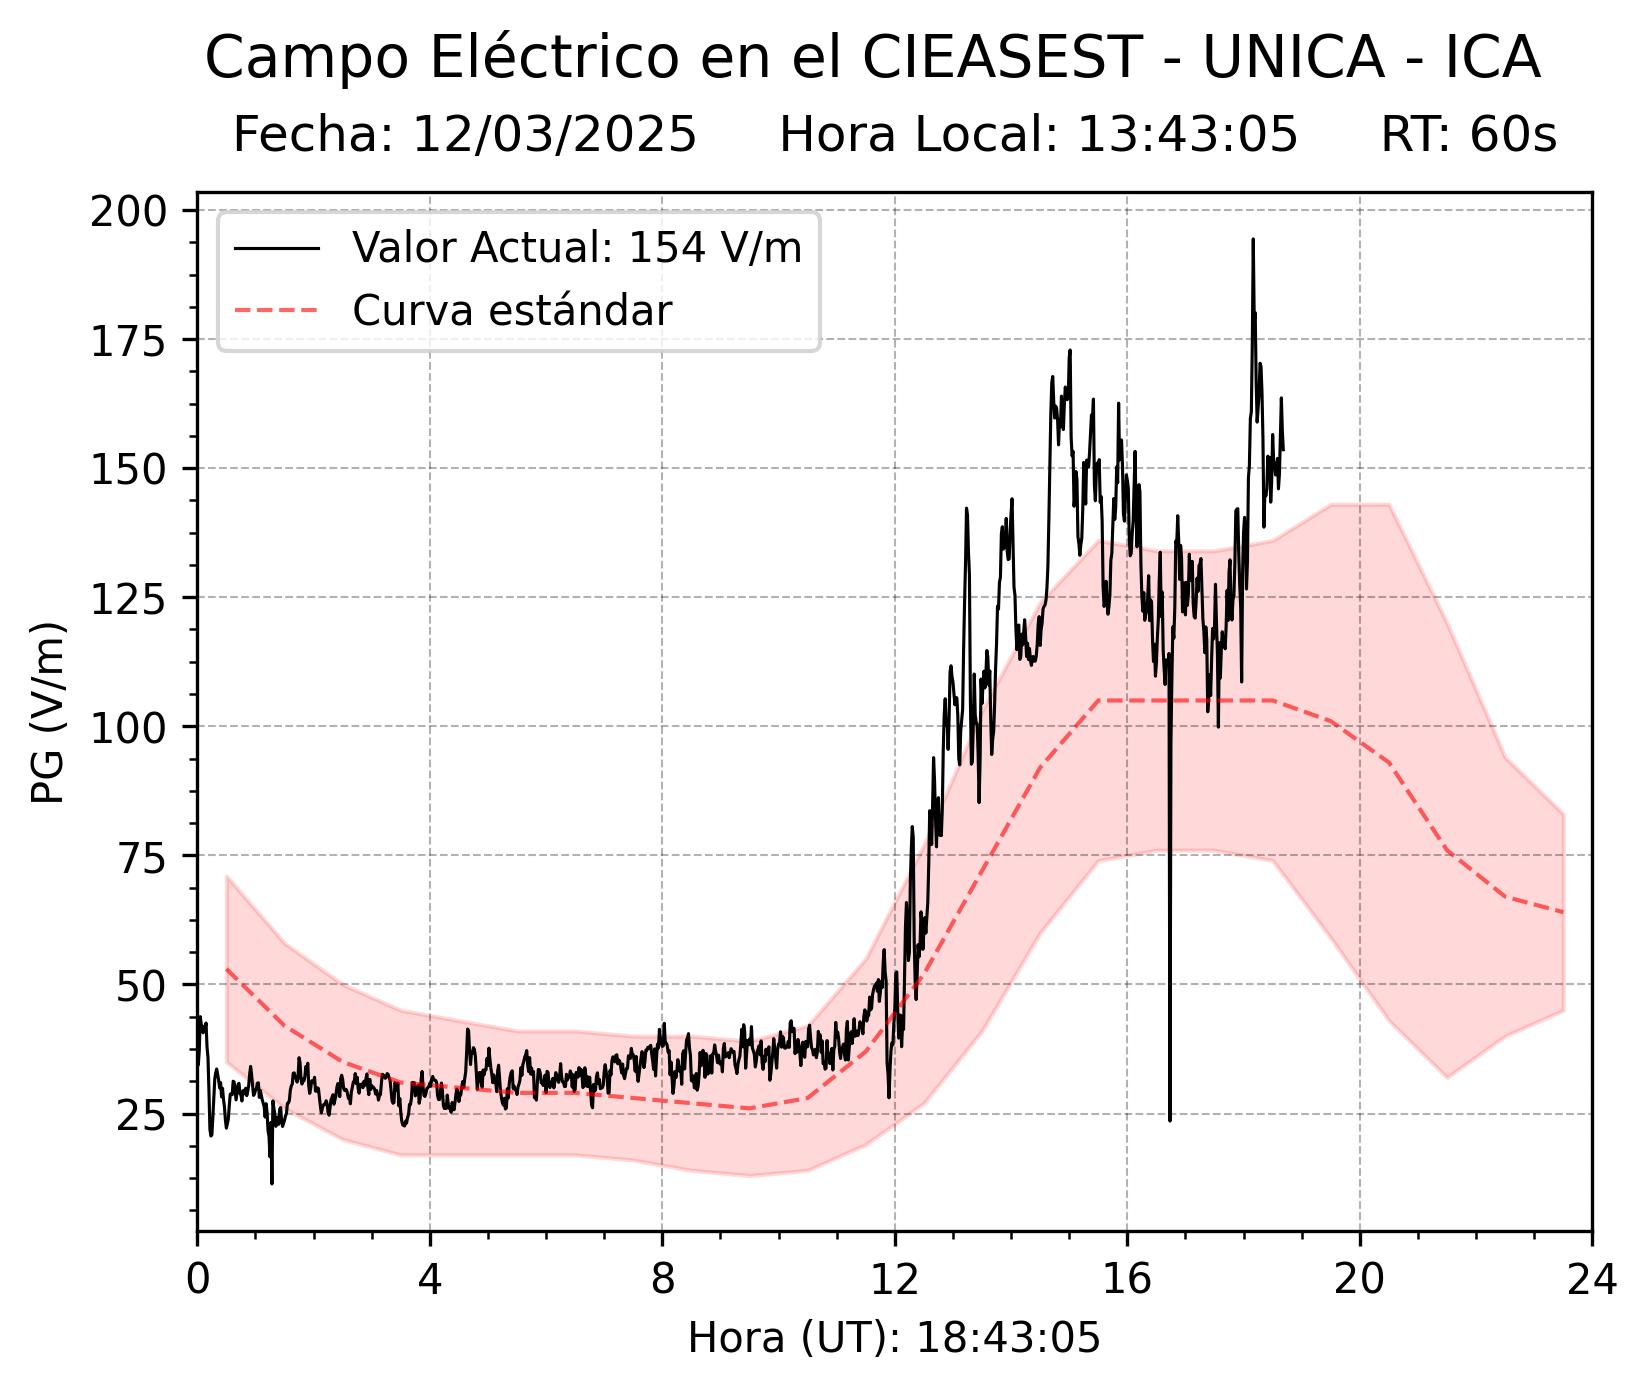 Campo Eléctrico en el CIEASEST - UNICA - ICA
Fecha: 12/03/2025 Hora Local: 13:43:05 RT: 60s
Valor Actual: 154 V/m
Curva estándar
200
175
150
125
100
75
50
25
PG (V/m)
0 4 8 12 16 20 24
Hora (UT): 18:43:05